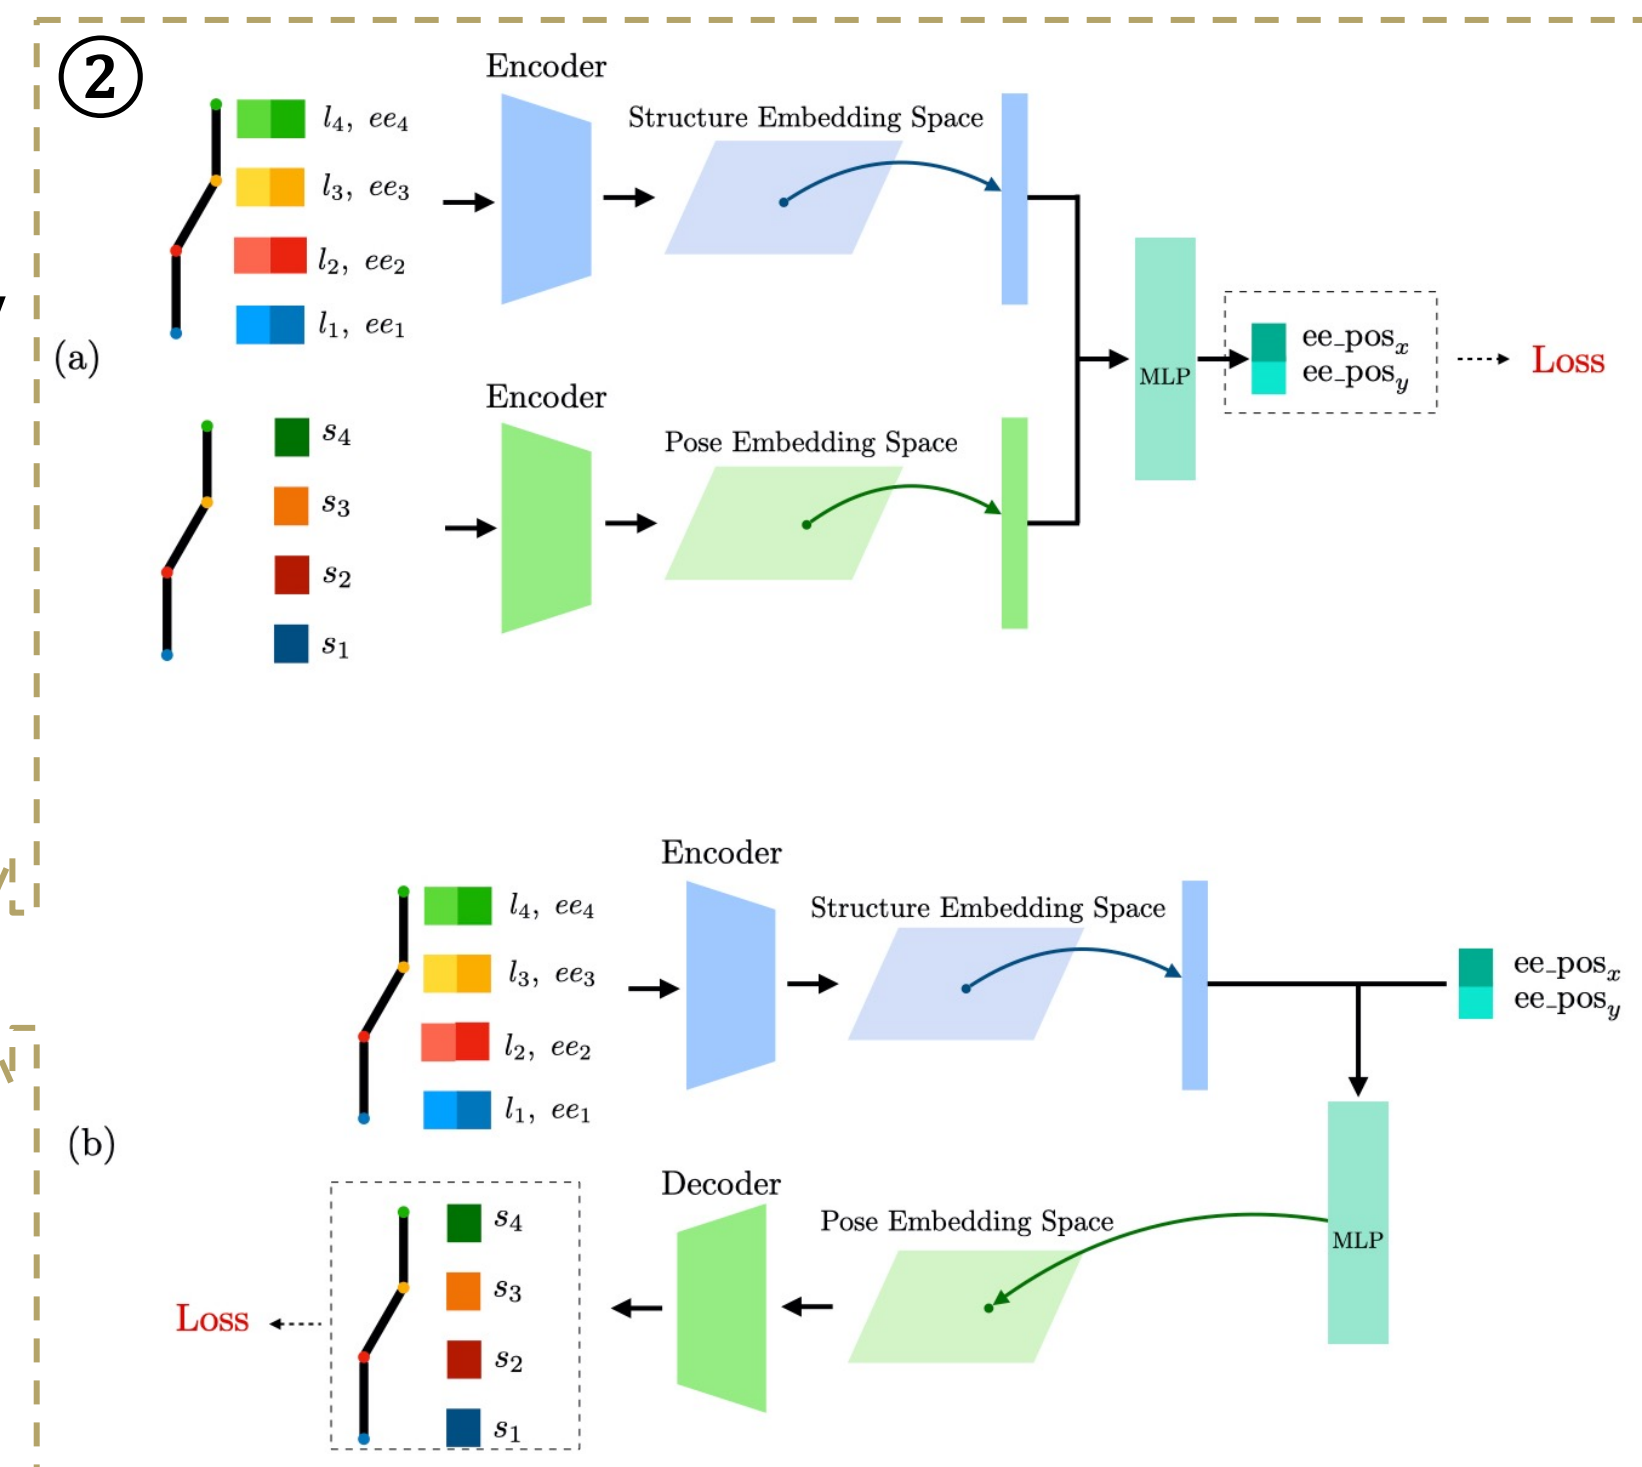 ②
Encoder
Structure Embedding Space
l₄, ee₄
l₃, ee₃
l₂, ee₂
l₁, ee₁
(a)
MLP
ee_posₓ
ee_posᵧ
Loss
Encoder
Pose Embedding Space
s₄
s₃
s₂
s₁
Encoder
Structure Embedding Space
l₄, ee₄
l₃, ee₃
l₂, ee₂
l₁, ee₁
ee_posₓ
ee_posᵧ
(b)
Decoder
Pose Embedding Space
MLP
s₄
s₃
s₂
s₁
Loss